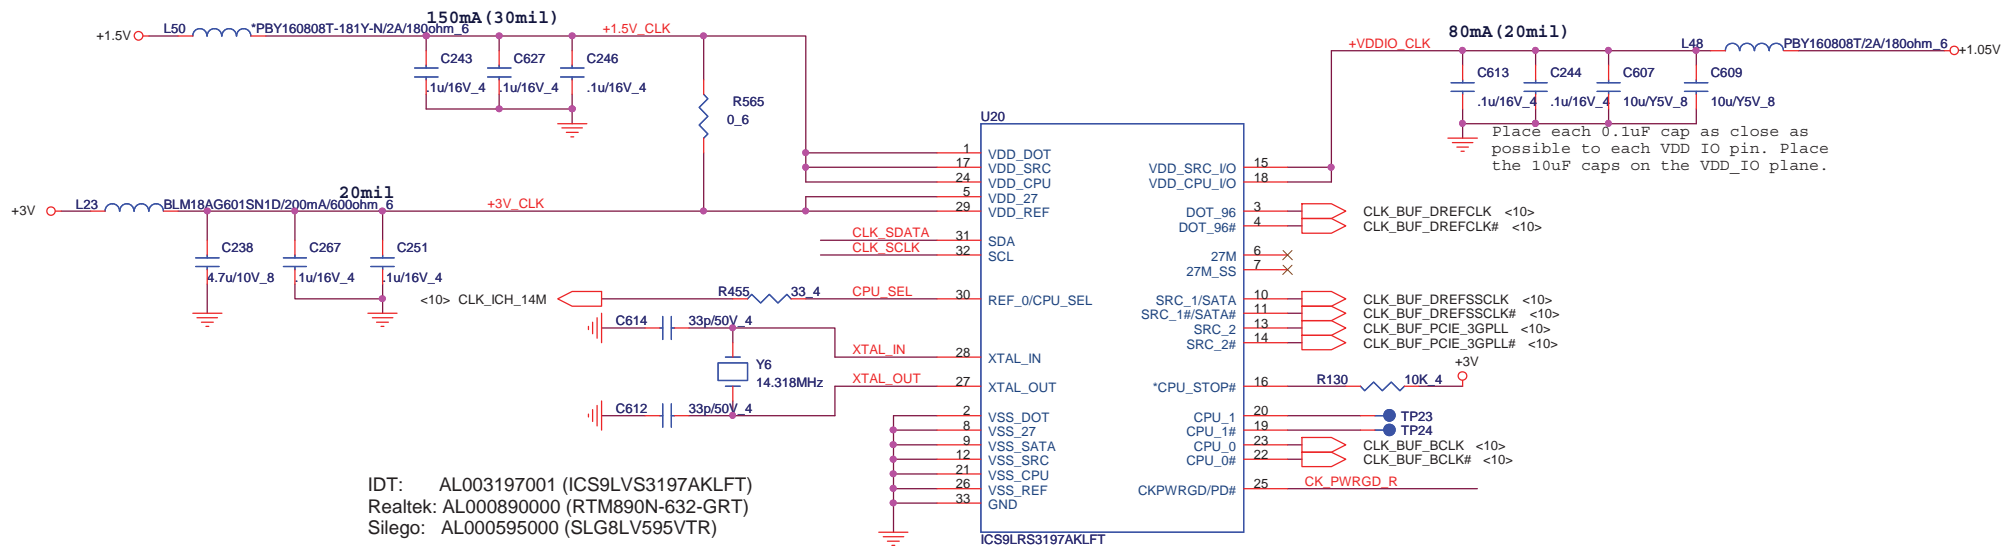 150mA(30mil)
+1.5V
L50
*PBY160808T-181Y-N/2A/180ohm_6
+1.5V_CLK
C243
.1u/16V_4
C627
.1u/16V_4
C246
.1u/16V_4
R565
0_6
20mil
+3V
L23
BLM18AG601SN1D/200mA/600ohm_6
+3V_CLK
C238
4.7u/10V_8
C267
.1u/16V_4
C251
.1u/16V_4
80mA(20mil)
+VDDIO_CLK
L48
PBY160808T/2A/180ohm_6
+1.05V
C613
.1u/16V_4
C244
.1u/16V_4
C607
10u/Y5V_8
C609
10u/Y5V_8
Place each 0.1uF cap as close as
possible to each VDD IO pin. Place
the 10uF caps on the VDD_IO plane.
U20
1 VDD_DOT
17 VDD_SRC
24 VDD_CPU
5 VDD_27
29 VDD_REF
CLK_SDATA 31 SDA
CLK_SCLK 32 SCL
<10> CLK_ICH_14M R455 33_4 CPU_SEL 30 REF_0/CPU_SEL
C614 33p/50V_4
XTAL_IN 28 XTAL_IN
Y6
14.318MHz
XTAL_OUT 27 XTAL_OUT
C612 33p/50V_4
2 VSS_DOT
8 VSS_27
9 VSS_SATA
12 VSS_SRC
21 VSS_CPU
26 VSS_REF
33 GND
VDD_SRC_I/O 15
VDD_CPU_I/O 18
DOT_96 3 CLK_BUF_DREFCLK <10>
DOT_96# 4 CLK_BUF_DREFCLK# <10>
27M 6
27M_SS 7
SRC_1/SATA 10 CLK_BUF_DREFSSCLK <10>
SRC_1#/SATA# 11 CLK_BUF_DREFSSCLK# <10>
SRC_2 13 CLK_BUF_PCIE_3GPLL <10>
SRC_2# 14 CLK_BUF_PCIE_3GPLL# <10>
+3V
*CPU_STOP# 16 R130 10K_4
CPU_1 20 TP23
CPU_1# 19 TP24
CPU_0 23 CLK_BUF_BCLK <10>
CPU_0# 22 CLK_BUF_BCLK# <10>
CKPWRGD/PD# 25 CK_PWRGD_R
ICS9LRS3197AKLFT
IDT: AL003197001 (ICS9LVS3197AKLFT)
Realtek: AL000890000 (RTM890N-632-GRT)
Silego: AL000595000 (SLG8LV595VTR)